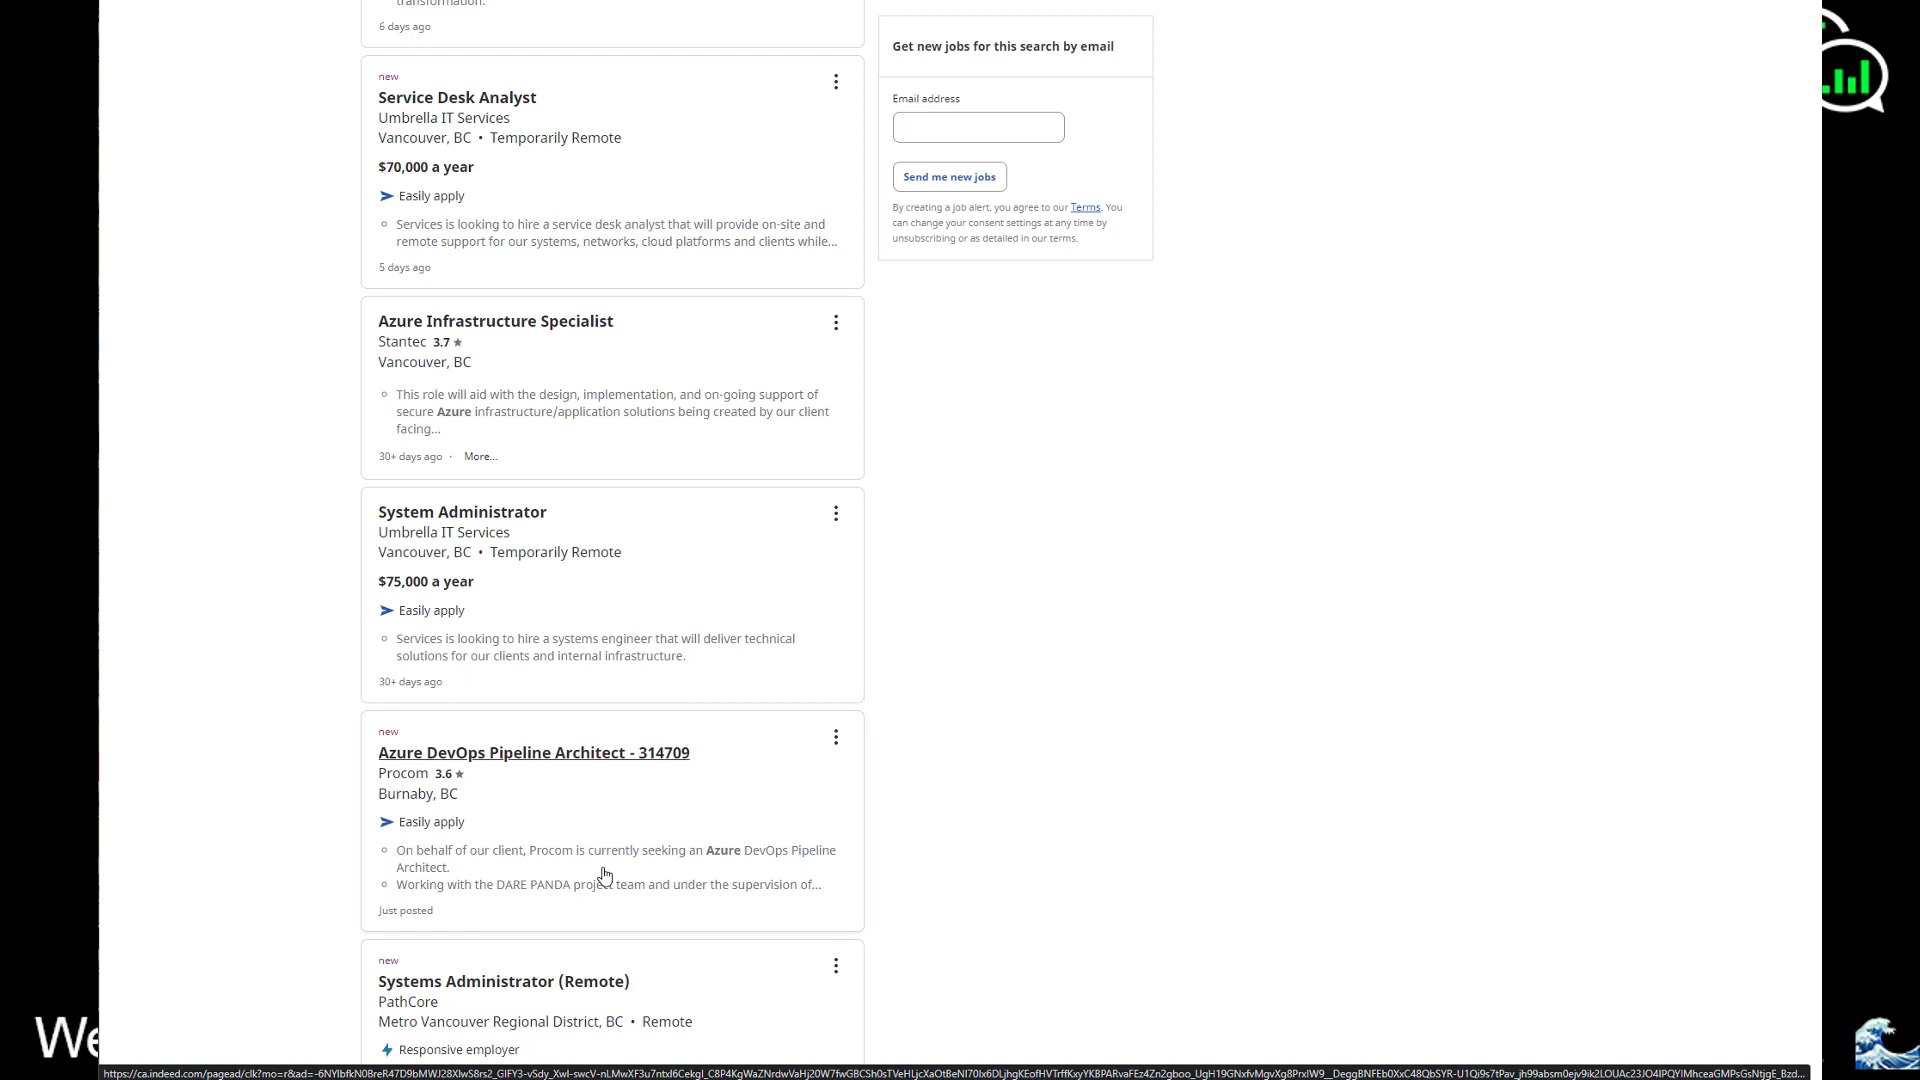 transformation.
6 days ago
new
Service Desk Analyst
Umbrella IT Services
Vancouver, BC • Temporarily Remote
$70,000 a year
Easily apply
Services is looking to hire a service desk analyst that will provide on-site and
remote support for our systems, networks, cloud platforms and clients while...
5 days ago
Azure Infrastructure Specialist
Stantec 3.7
Vancouver, BC
This role will aid with the design, implementation, and on-going support of
secure Azure infrastructure/application solutions being created by our client
facing...
30+ days ago · More...
System Administrator
Umbrella IT Services
Vancouver, BC • Temporarily Remote
$75,000 a year
Easily apply
Services is looking to hire a systems engineer that will deliver technical
solutions for our clients and internal infrastructure.
30+ days ago
new
Azure DevOps Pipeline Architect - 314709
Procom 3.6
Burnaby, BC
Easily apply
On behalf of our client, Procom is currently seeking an Azure DevOps Pipeline
Architect.
Working with the DARE PANDA project team and under the supervision of...
Just posted
new
Systems Administrator (Remote)
PathCore
Metro Vancouver Regional District, BC • Remote
Responsive employer
Get new jobs for this search by email
Email address
Send me new jobs
By creating a job alert, you agree to our Terms. You
can change your consent settings at any time by
unsubscribing or as detailed in our terms.
We